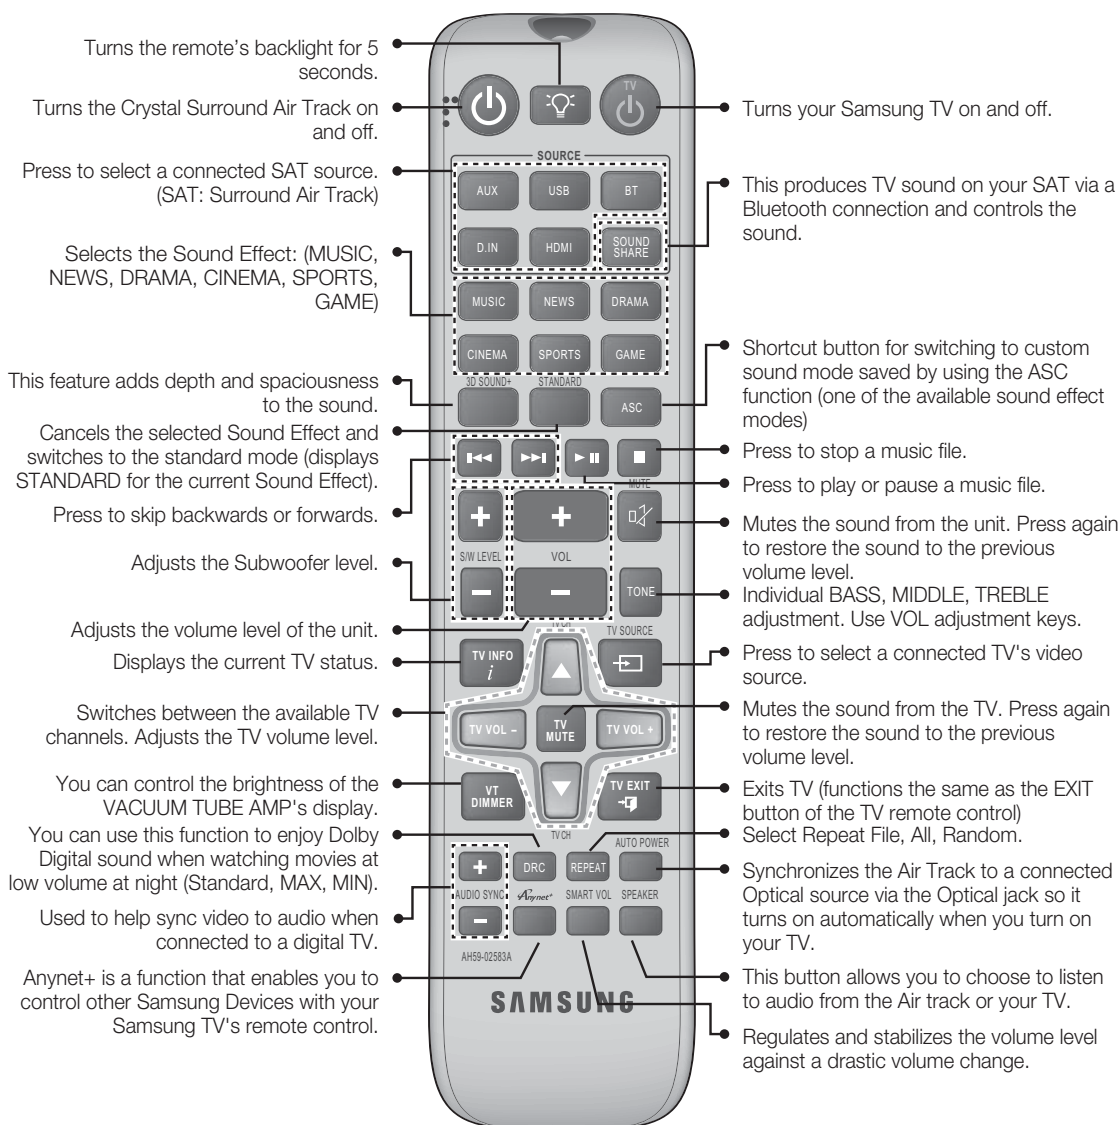 Turns the remote's backlight for 5
seconds.
Turns the Crystal Surround Air Track on
and off.
Press to select a connected SAT source.
(SAT: Surround Air Track)
Selects the Sound Effect: (MUSIC,
NEWS, DRAMA, CINEMA, SPORTS,
GAME)
This feature adds depth and spaciousness
to the sound.
Cancels the selected Sound Effect and
switches to the standard mode (displays
STANDARD for the current Sound Effect).
Press to skip backwards or forwards.
Adjusts the Subwoofer level.
Adjusts the volume level of the unit.
Displays the current TV status.
Switches between the available TV
channels. Adjusts the TV volume level.
You can control the brightness of the
VACUUM TUBE AMP's display.
You can use this function to enjoy Dolby
Digital sound when watching movies at
low volume at night (Standard, MAX, MIN).
Used to help sync video to audio when
connected to a digital TV.
Anynet+ is a function that enables you to
control other Samsung Devices with your
Samsung TV's remote control.
TV
SOURCE
AUX USB BT
D.IN HDMI SOUND
SHARE
MUSIC NEWS DRAMA
CINEMA SPORTS GAME
3D SOUND+ STANDARD
ASC
MUTE
S/W LEVEL VOL
TONE
TV CH
TV SOURCE
TV INFO
i
TV VOL - TV
MUTE TV VOL +
VT
DIMMER
TV EXIT
TV CH
AUTO POWER
DRC REPEAT
AUDIO SYNC Anynet+ SMART VOL SPEAKER
AH59-02583A
SAMSUNG
Turns your Samsung TV on and off.
This produces TV sound on your SAT via a
Bluetooth connection and controls the
sound.
Shortcut button for switching to custom
sound mode saved by using the ASC
function (one of the available sound effect
modes)
Press to stop a music file.
Press to play or pause a music file.
Mutes the sound from the unit. Press again
to restore the sound to the previous
volume level.
Individual BASS, MIDDLE, TREBLE
adjustment. Use VOL adjustment keys.
Press to select a connected TV's video
source.
Mutes the sound from the TV. Press again
to restore the sound to the previous
volume level.
Exits TV (functions the same as the EXIT
button of the TV remote control)
Select Repeat File, All, Random.
Synchronizes the Air Track to a connected
Optical source via the Optical jack so it
turns on automatically when you turn on
your TV.
This button allows you to choose to listen
to audio from the Air track or your TV.
Regulates and stabilizes the volume level
against a drastic volume change.